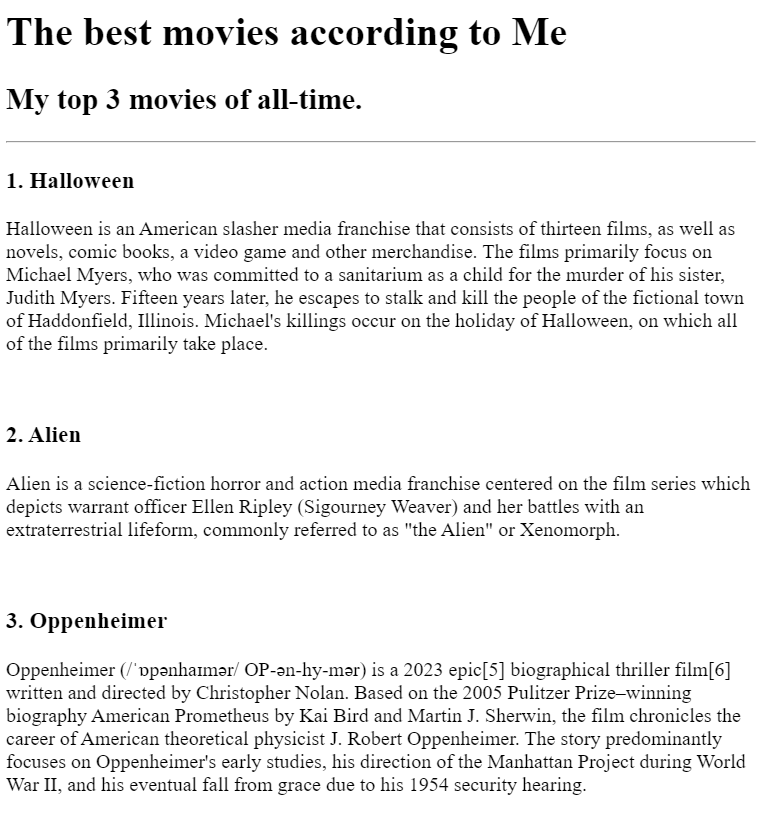 The best movies according to Me
My top 3 movies of all-time.
1. Halloween
Halloween is an American slasher media franchise that consists of thirteen films, as well as
novels, comic books, a video game and other merchandise. The films primarily focus on
Michael Myers, who was committed to a sanitarium as a child for the murder of his sister,
Judith Myers. Fifteen years later, he escapes to stalk and kill the people of the fictional town
of Haddonfield, Illinois. Michael's killings occur on the holiday of Halloween, on which all
of the films primarily take place.
2. Alien
Alien is a science-fiction horror and action media franchise centered on the film series which
depicts warrant officer Ellen Ripley (Sigourney Weaver) and her battles with an
extraterrestrial lifeform, commonly referred to as "the Alien" or Xenomorph.
3. Oppenheimer
Oppenheimer (/ˈɒpənhaɪmər/ OP-ən-hy-mər) is a 2023 epic[5] biographical thriller film[6]
written and directed by Christopher Nolan. Based on the 2005 Pulitzer Prize–winning
biography American Prometheus by Kai Bird and Martin J. Sherwin, the film chronicles the
career of American theoretical physicist J. Robert Oppenheimer. The story predominantly
focuses on Oppenheimer's early studies, his direction of the Manhattan Project during World
War II, and his eventual fall from grace due to his 1954 security hearing.